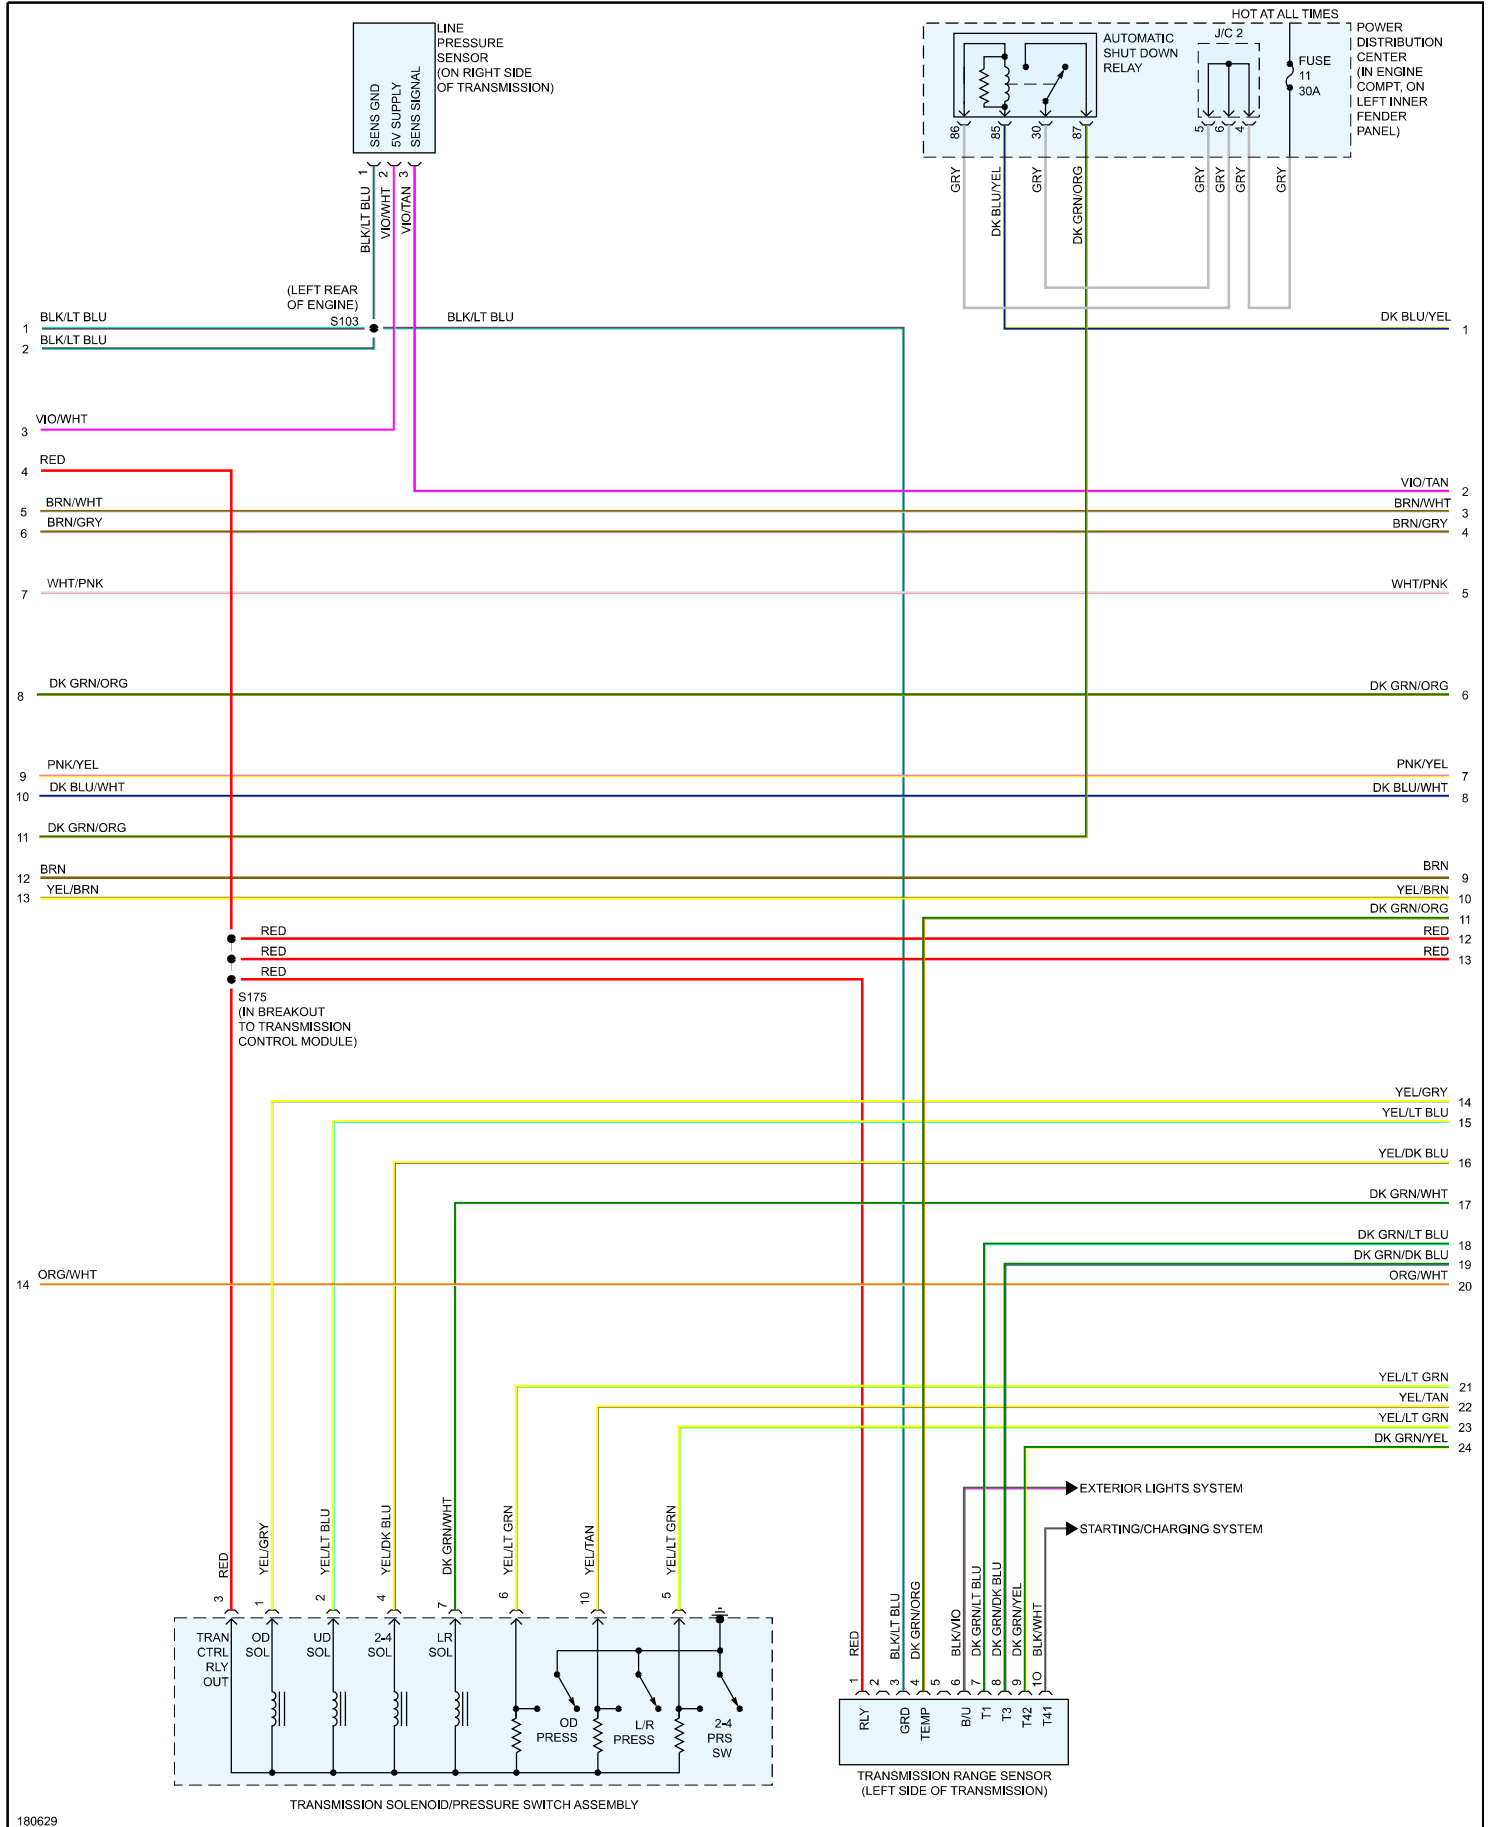 HOT AT ALL TIMES
LINE
PRESSURE
SENSOR
(ON RIGHT SIDE
OF TRANSMISSION)
SENS GND
5V SUPPLY
SENS SIGNAL
1
2
3
BLK/LT BLU
VIO/WHT
VIO/TAN
AUTOMATIC
SHUT DOWN
RELAY
J/C 2
FUSE
11
30A
POWER
DISTRIBUTION
CENTER
(IN ENGINE
COMPT, ON
LEFT INNER
FENDER
PANEL)
86
85
30
87
5
6
4
GRY
DK BLU/YEL
GRY
DK GRN/ORG
GRY
GRY
GRY
GRY
(LEFT REAR
OF ENGINE)
S103
1 BLK/LT BLU
BLK/LT BLU
DK BLU/YEL 1
2 BLK/LT BLU
3 VIO/WHT
4 RED
VIO/TAN 2
5 BRN/WHT
BRN/WHT 3
6 BRN/GRY
BRN/GRY 4
7 WHT/PNK
WHT/PNK 5
8 DK GRN/ORG
DK GRN/ORG 6
9 PNK/YEL
PNK/YEL 7
10 DK BLU/WHT
DK BLU/WHT 8
11 DK GRN/ORG
12 BRN
BRN 9
13 YEL/BRN
YEL/BRN 10
DK GRN/ORG 11
RED
RED 12
RED
RED 13
RED
S175
(IN BREAKOUT
TO TRANSMISSION
CONTROL MODULE)
YEL/GRY 14
YEL/LT BLU 15
YEL/DK BLU 16
DK GRN/WHT 17
DK GRN/LT BLU 18
DK GRN/DK BLU 19
14 ORG/WHT
ORG/WHT 20
YEL/LT GRN 21
YEL/TAN 22
YEL/LT GRN 23
DK GRN/YEL 24
EXTERIOR LIGHTS SYSTEM
STARTING/CHARGING SYSTEM
RED
YEL/GRY
YEL/LT BLU
YEL/DK BLU
DK GRN/WHT
YEL/LT GRN
YEL/TAN
YEL/LT GRN
3
1
2
4
7
6
10
5
TRAN
CTRL
RLY
OUT
OD
SOL
UD
SOL
2-4
SOL
LR
SOL
OD
PRESS
L/R
PRESS
2-4
PRS
SW
TRANSMISSION SOLENOID/PRESSURE SWITCH ASSEMBLY
RED
BLK/LT BLU
DK GRN/ORG
BLK/VIO
DK GRN/LT BLU
DK GRN/DK BLU
DK GRN/YEL
BLK/WHT
1
2
3
4
5
6
7
8
9
10
RLY
GRD
TEMP
B/U
T1
T3
T42
T41
TRANSMISSION RANGE SENSOR
(LEFT SIDE OF TRANSMISSION)
180629